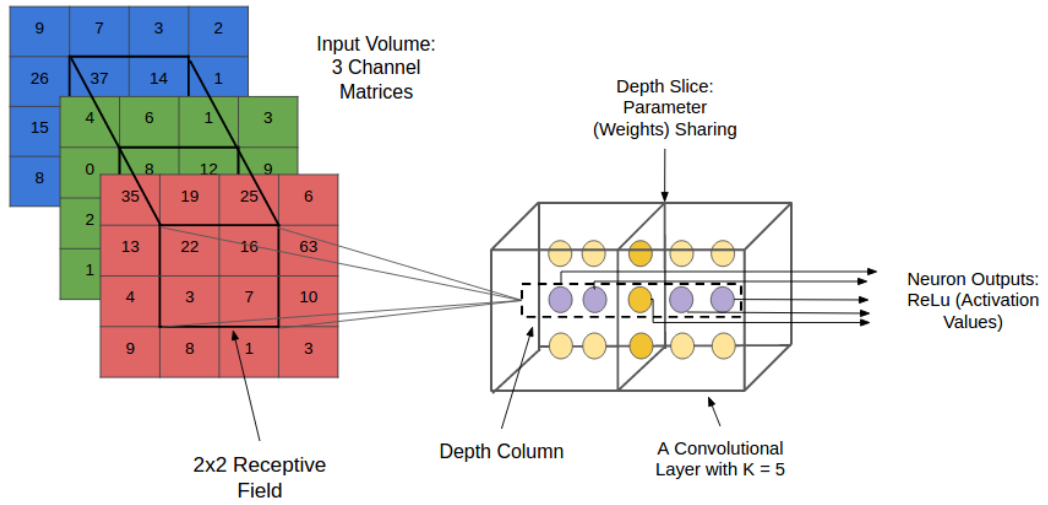 9 7 3 2
26 37 14 1
15
8
4 6 1 3
0 8 12 9
2
1
35 19 25 6
13 22 16 63
4 3 7 10
9 8 1 3
Input Volume:
3 Channel
Matrices
Depth Slice:
Parameter
(Weights) Sharing
Neuron Outputs:
ReLu (Activation
Values)
2x2 Receptive
Field
Depth Column
A Convolutional
Layer with K = 5